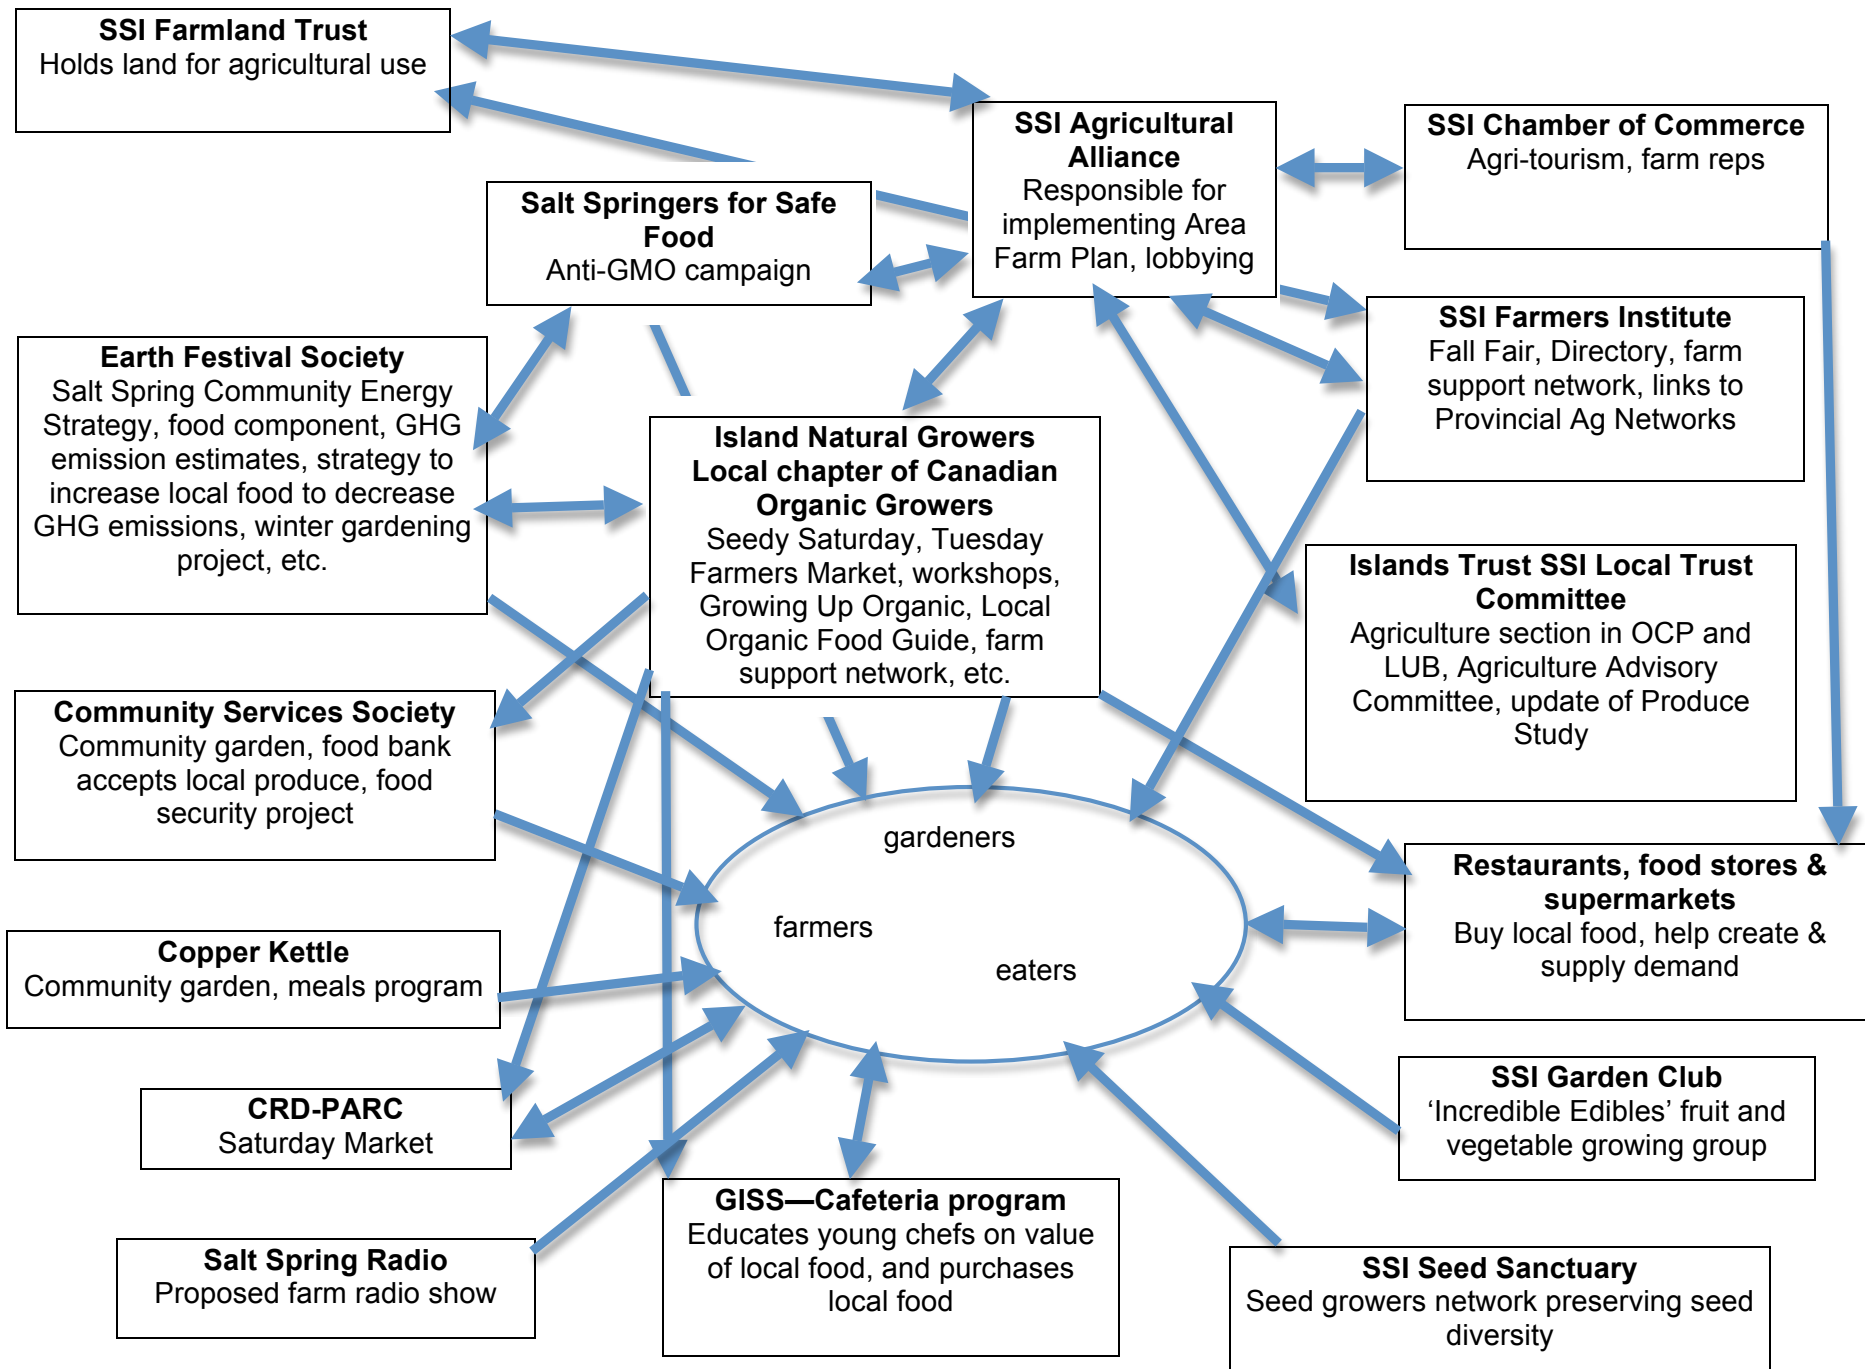 SSI Farmland Trust
Holds land for agricultural use
SSI Agricultural
Alliance
Responsible for
implementing Area
Farm Plan, lobbying
SSI Chamber of Commerce
Agri-tourism, farm reps
Salt Springers for Safe
Food
Anti-GMO campaign
SSI Farmers Institute
Fall Fair, Directory, farm
support network, links to
Provincial Ag Networks
Earth Festival Society
Salt Spring Community Energy
Strategy, food component, GHG
emission estimates, strategy to
increase local food to decrease
GHG emissions, winter gardening
project, etc.
Island Natural Growers
Local chapter of Canadian
Organic Growers
Seedy Saturday, Tuesday
Farmers Market, workshops,
Growing Up Organic, Local
Organic Food Guide, farm
support network, etc.
Islands Trust SSI Local Trust
Committee
Agriculture section in OCP and
LUB, Agriculture Advisory
Committee, update of Produce
Study
Community Services Society
Community garden, food bank
accepts local produce, food
security project
gardeners
farmers
eaters
Restaurants, food stores &
supermarkets
Buy local food, help create &
supply demand
Copper Kettle
Community garden, meals program
CRD-PARC
Saturday Market
SSI Garden Club
‘Incredible Edibles’ fruit and
vegetable growing group
Salt Spring Radio
Proposed farm radio show
GISS—Cafeteria program
Educates young chefs on value
of local food, and purchases
local food
SSI Seed Sanctuary
Seed growers network preserving seed
diversity